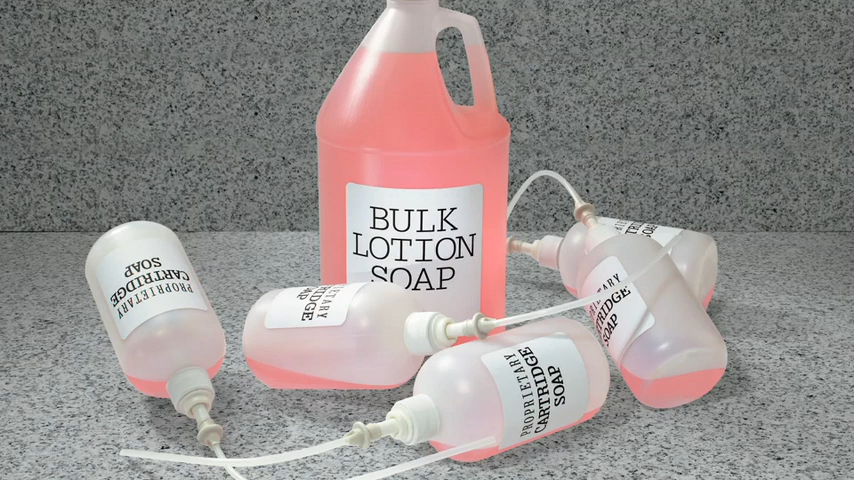 BULK
LOTION
SOAP
PROPRIETARY
CARTRIDGE
SOAP
PROPRIETARY
CARTRIDGE
SOAP